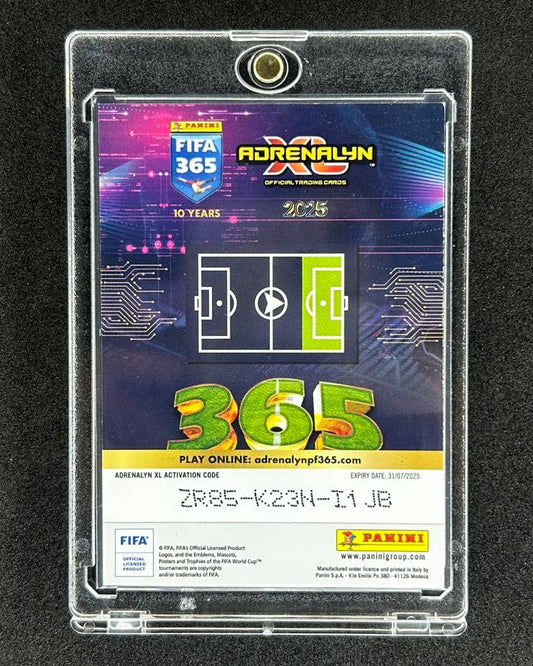 PANINI
FIFA
365
10 YEARS
ADRENALYN
XL™
OFFICIAL TRADING CARDS
2025
365
PLAY ONLINE: adrenalynpf365.com
ADRENALYN XL ACTIVATION CODE
EXPIRY DATE: 31/07/2025
ZR85-K23N-I1JB
FIFA®
OFFICIAL
LICENSED
PRODUCT
© FIFA, FIFA's Official Licensed Product
Logos, and the Emblems, Mascots,
Posters and Trophies of the FIFA World Cup™
tournaments are copyrights
and/or trademarks of FIFA.
PANINI
www.paninigroup.com
Manufactured under licence and printed in Italy by
Panini S.p.A. - V.le Emilio Po 380 - 41126 Modena